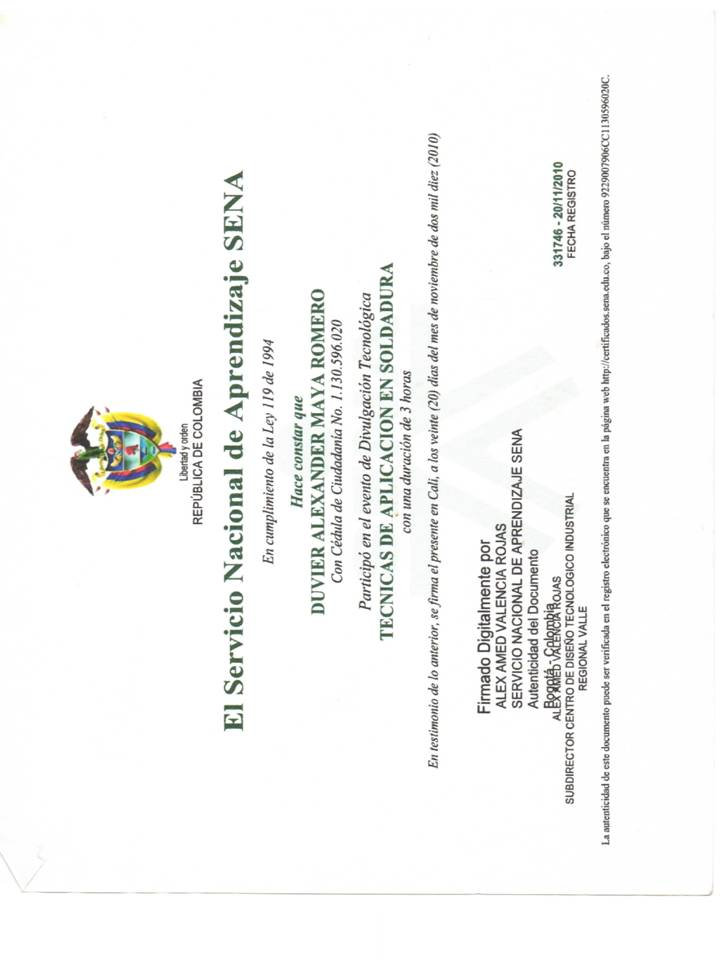 Libertad y orden
REPÚBLICA DE COLOMBIA
El Servicio Nacional de Aprendizaje SENA
En cumplimiento de la Ley 119 de 1994
Hace constar que
DUVIER ALEXANDER MAYA ROMERO
Con Cédula de Ciudadanía No. 1.130.596.020
Participó en el evento de Divulgación Tecnológica
TECNICAS DE APLICACION EN SOLDADURA
con una duración de 3 horas
En testimonio de lo anterior, se firma el presente en Cali, a los veinte (20) días del mes de noviembre de dos mil diez (2010)
Firmado Digitalmente por
ALEX AMED VALENCIA ROJAS
SERVICIO NACIONAL DE APRENDIZAJE SENA
Autenticidad del Documento
Bogotá - Colombia
ALEX AMED VALENCIA ROJAS
SUBDIRECTOR CENTRO DE DISEÑO TECNOLOGICO INDUSTRIAL
REGIONAL VALLE
331746 - 20/11/2010
FECHA REGISTRO
La autenticidad de este documento puede ser verificada en el registro electrónico que se encuentra en la página web http://certificados.sena.edu.co, bajo el número 9229007906CC1130596020C.